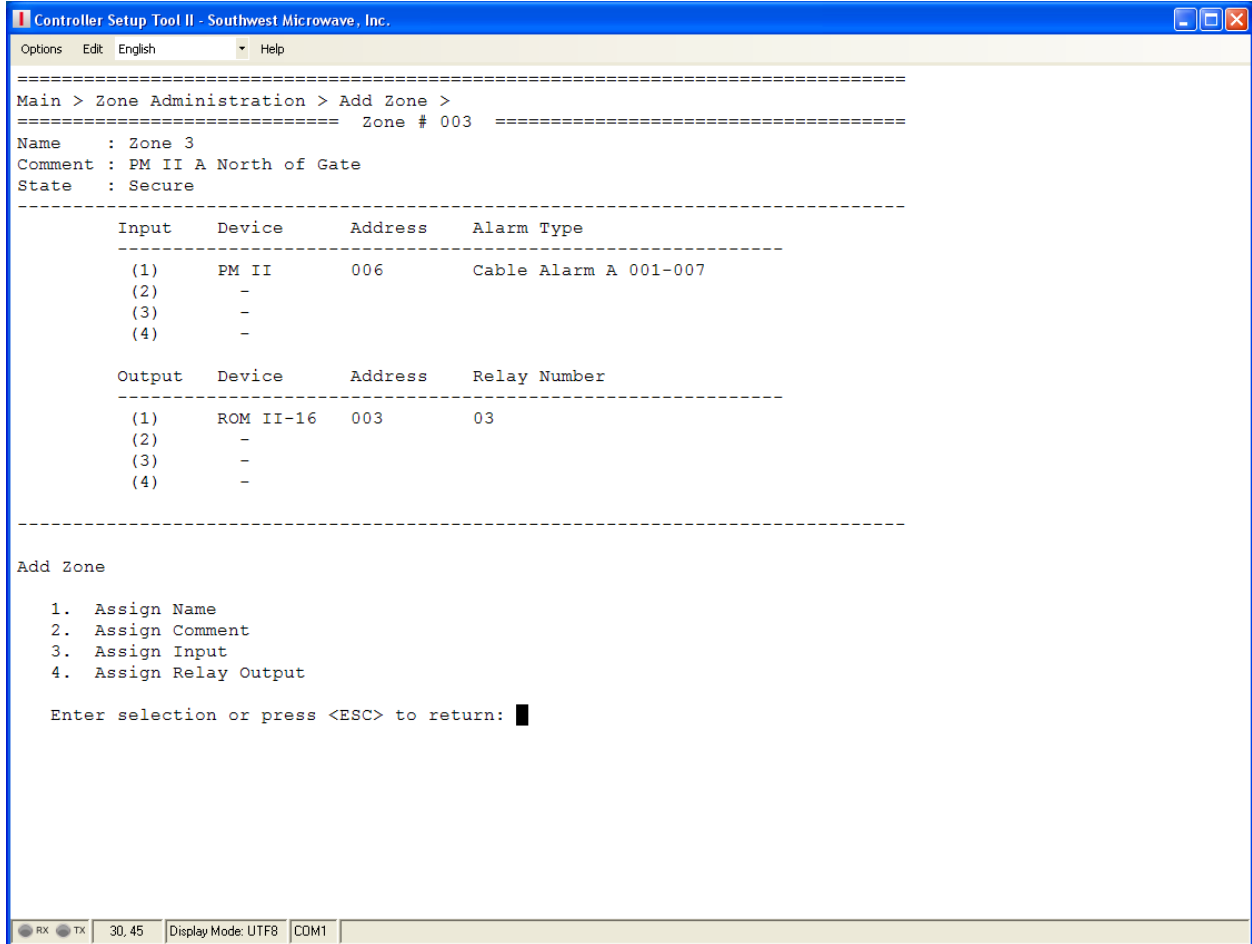 Controller Setup Tool II - Southwest Microwave, Inc.
Options Edit English Help
================================================================================
Main > Zone Administration > Add Zone >
============================= Zone # 003 =====================================
Name : Zone 3
Comment : PM II A North of Gate
State : Secure
--------------------------------------------------------------------------------
Input Device Address Alarm Type
------------------------------------------------------------
(1) PM II 006 Cable Alarm A 001-007
(2) -
(3) -
(4) -
Output Device Address Relay Number
------------------------------------------------------------
(1) ROM II-16 003 03
(2) -
(3) -
(4) -
--------------------------------------------------------------------------------
Add Zone
1. Assign Name
2. Assign Comment
3. Assign Input
4. Assign Relay Output
Enter selection or press <ESC> to return:
RX TX 30, 45 Display Mode: UTF8 COM1